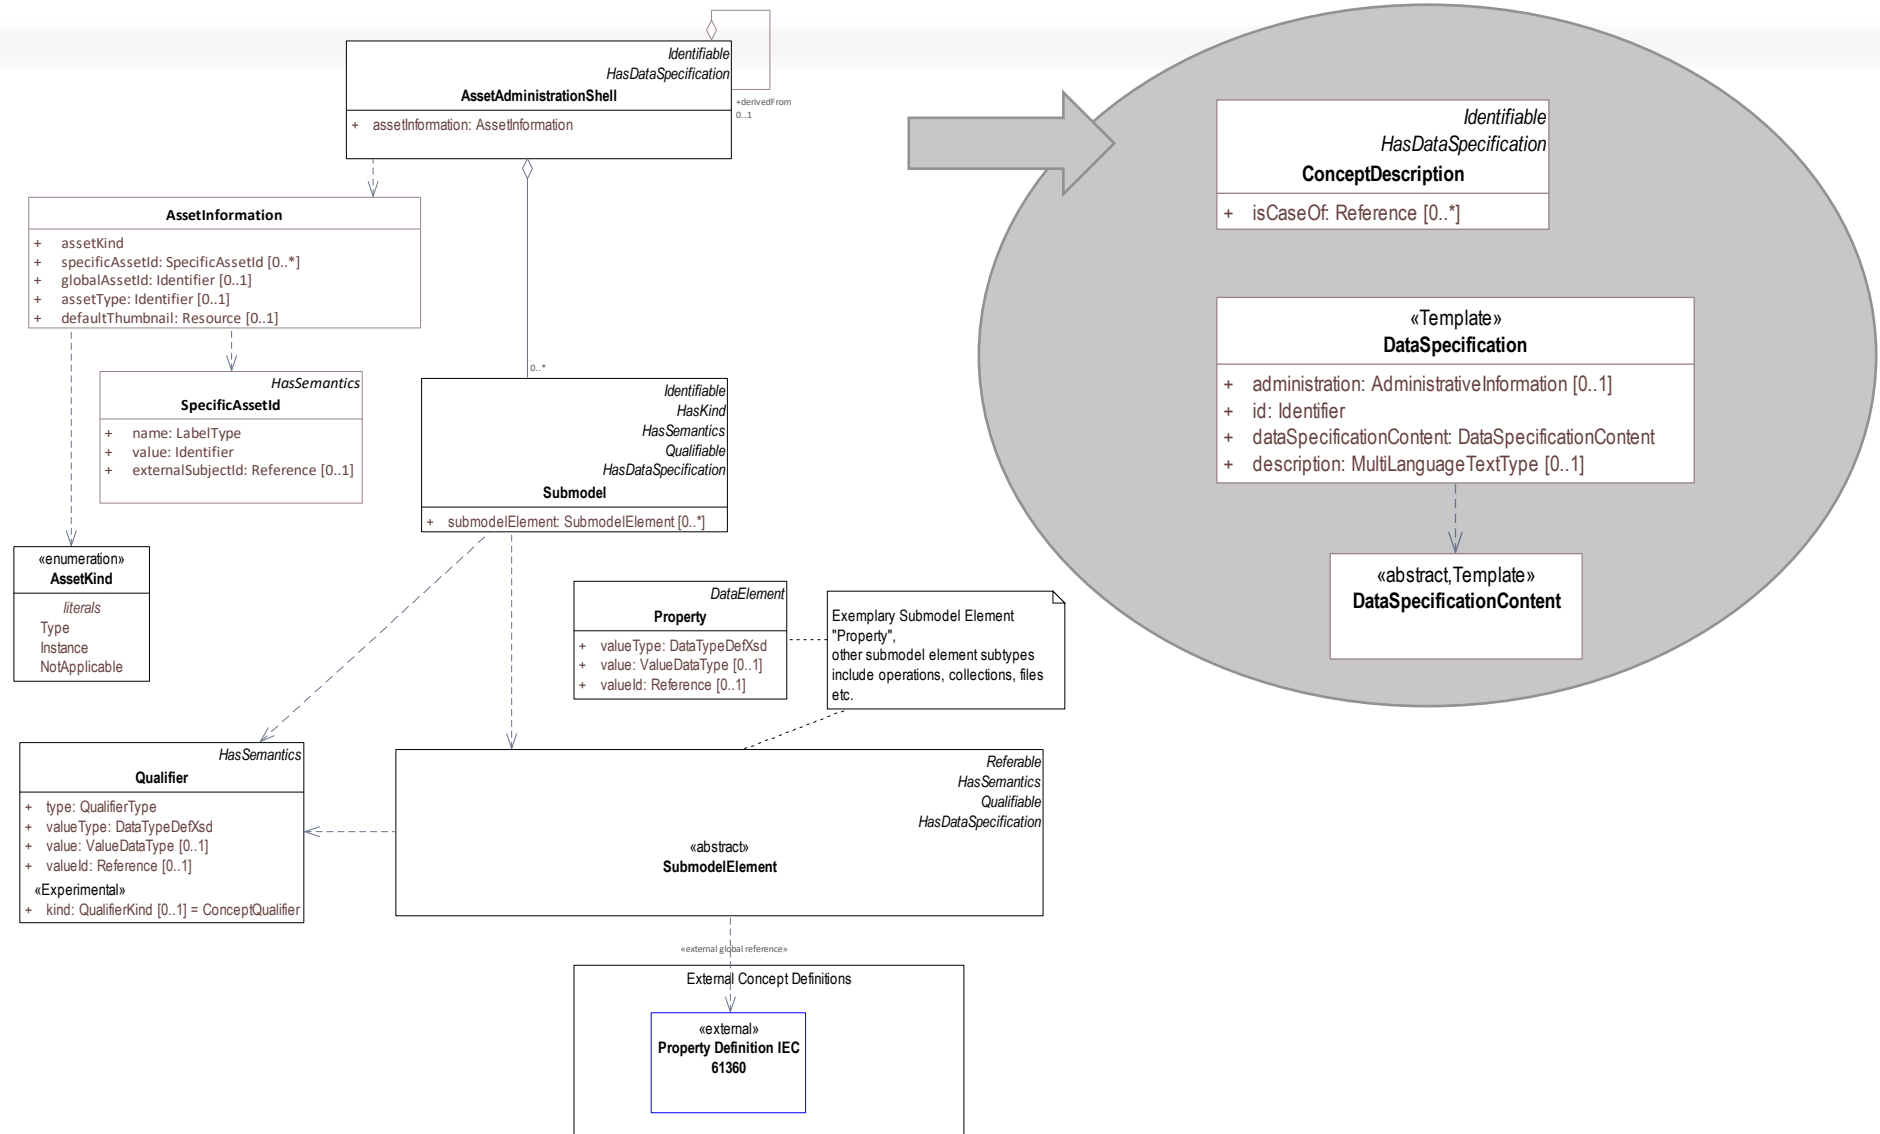 Identifiable
HasDataSpecification
AssetAdministrationShell
+ assetInformation: AssetInformation
+derivedFrom
0..1
AssetInformation
+ assetKind
+ specificAssetId: SpecificAssetId [0..*]
+ globalAssetId: Identifier [0..1]
+ assetType: Identifier [0..1]
+ defaultThumbnail: Resource [0..1]
HasSemantics
SpecificAssetId
+ name: LabelType
+ value: Identifier
+ externalSubjectId: Reference [0..1]
0..*
Identifiable
HasKind
HasSemantics
Qualifiable
HasDataSpecification
Submodel
+ submodelElement: SubmodelElement [0..*]
«enumeration»
AssetKind
literals
Type
Instance
NotApplicable
DataElement
Property
+ valueType: DataTypeDefXsd
+ value: ValueDataType [0..1]
+ valueId: Reference [0..1]
Exemplary Submodel Element
"Property",
other submodel element subtypes
include operations, collections, files
etc.
HasSemantics
Qualifier
+ type: QualifierType
+ valueType: DataTypeDefXsd
+ value: ValueDataType [0..1]
+ valueId: Reference [0..1]
«Experimental»
+ kind: QualifierKind [0..1] = ConceptQualifier
Referable
HasSemantics
Qualifiable
HasDataSpecification
«abstract»
SubmodelElement
«external global reference»
External Concept Definitions
«external»
Property Definition IEC
61360
Identifiable
HasDataSpecification
ConceptDescription
+ isCaseOf: Reference [0..*]
«Template»
DataSpecification
+ administration: AdministrativeInformation [0..1]
+ id: Identifier
+ dataSpecificationContent: DataSpecificationContent
+ description: MultiLanguageTextType [0..1]
«abstract,Template»
DataSpecificationContent